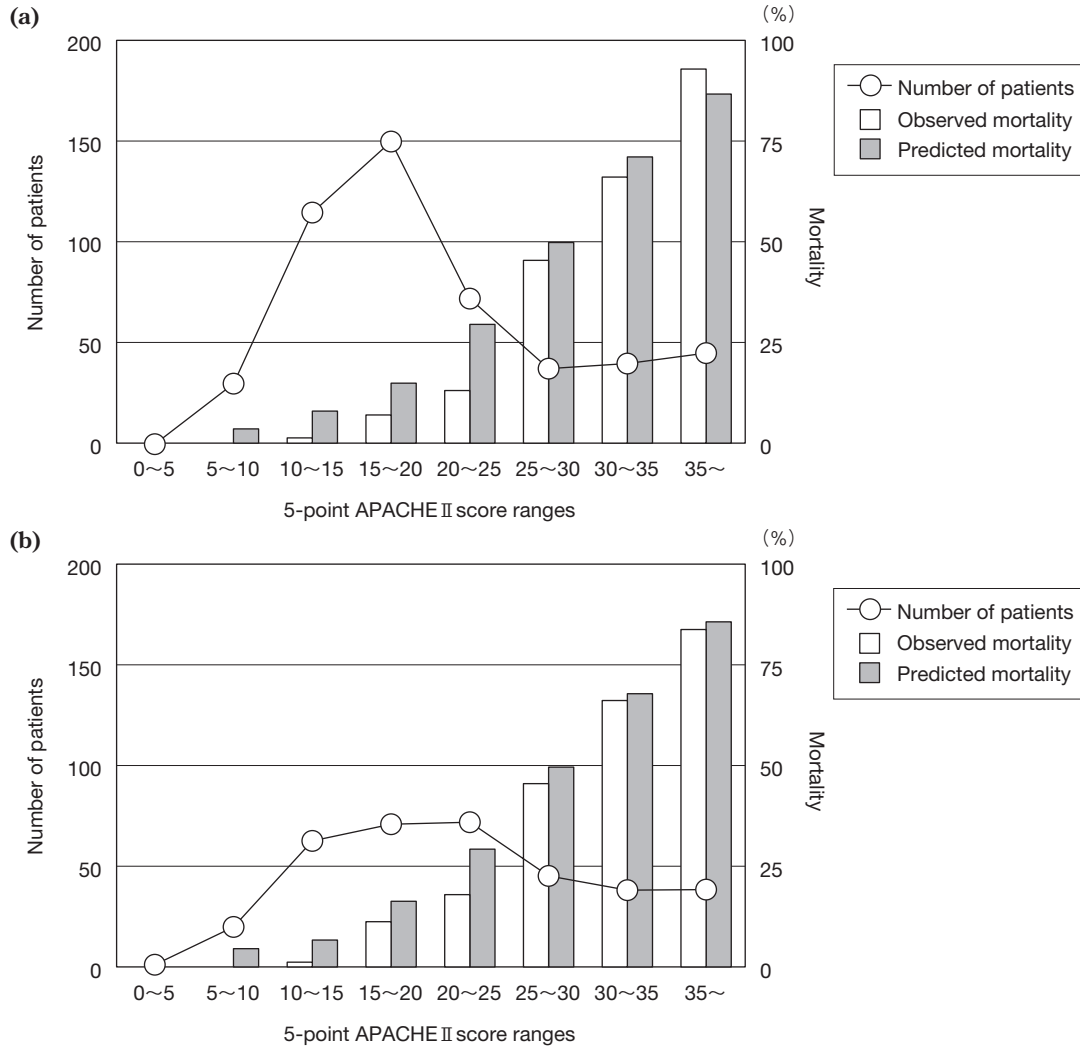 (a)
(%)
200
150
100
50
0
Number of patients
100
75
50
25
0
Mortality
0～5 5～10 10～15 15～20 20～25 25～30 30～35 35～
5-point APACHE Ⅱ score ranges
Number of patients
Observed mortality
Predicted mortality
(b)
(%)
200
150
100
50
0
Number of patients
100
75
50
25
0
Mortality
0～5 5～10 10～15 15～20 20～25 25～30 30～35 35～
5-point APACHE Ⅱ score ranges
Number of patients
Observed mortality
Predicted mortality